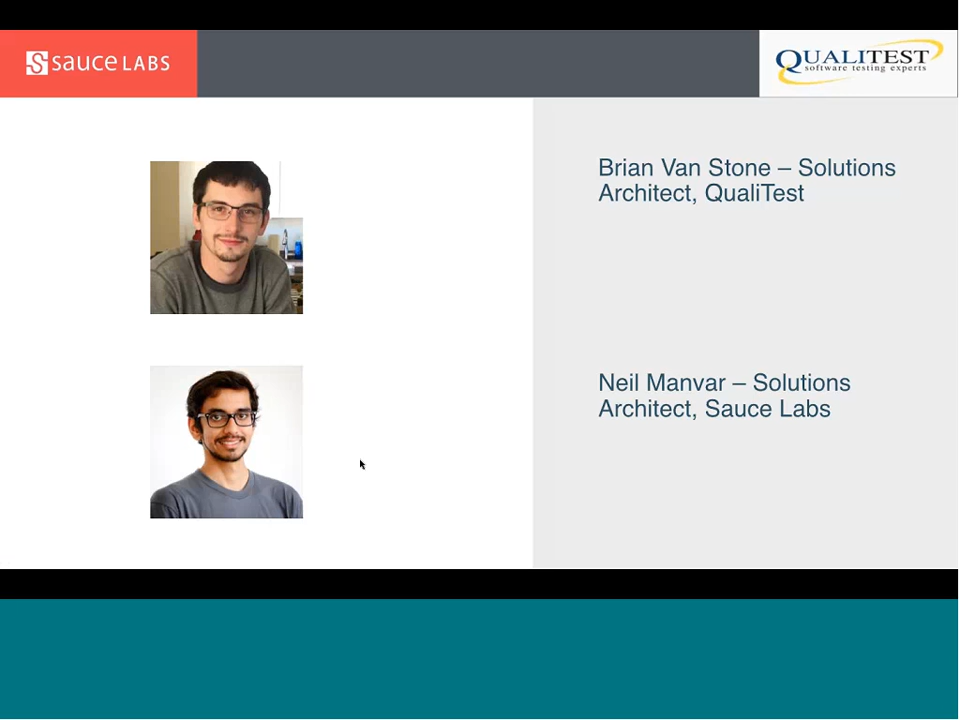 SAUCE LABS
QUALITEST
software testing experts
Brian Van Stone – Solutions
Architect, QualiTest
Neil Manvar – Solutions
Architect, Sauce Labs